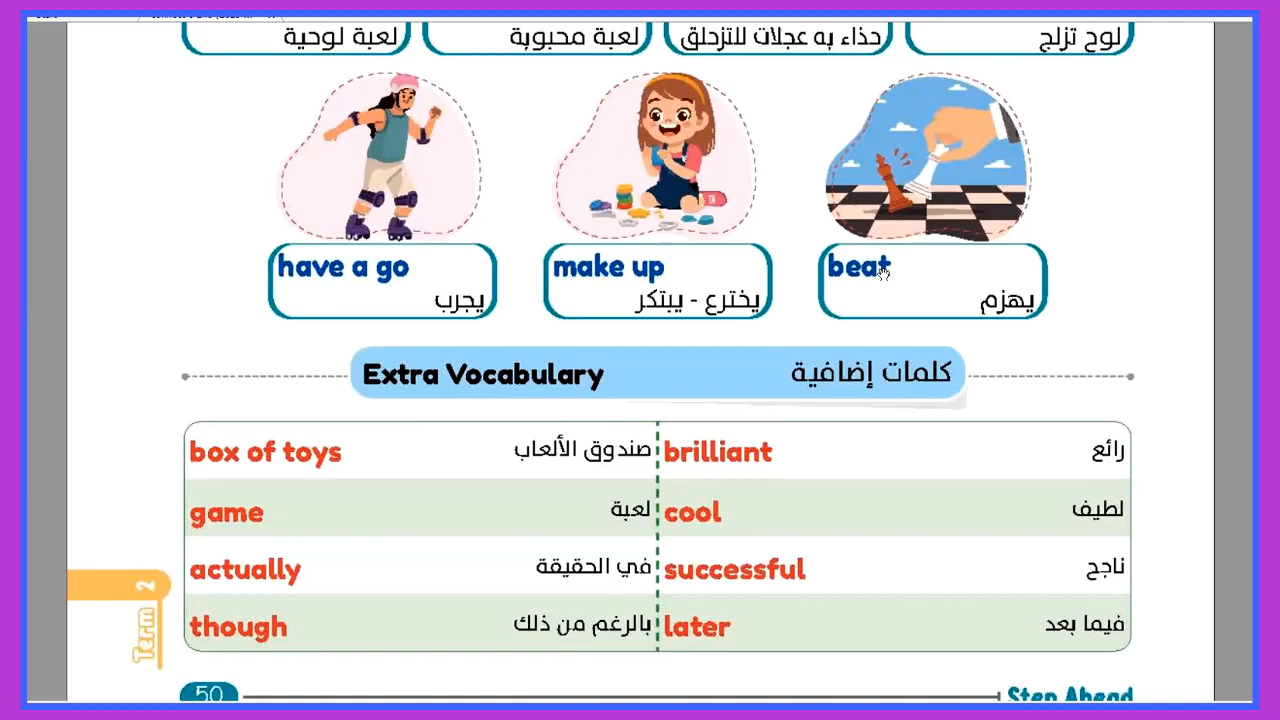 لعبة لوحية
لعبة محبوبة
حذاء به عجلات للتزحلق
لوح تزلج
have a go
يجرب
make up
يخترع - يبتكر
beat
يهزم
Extra Vocabulary كلمات إضافية
box of toys صندوق الألعاب brilliant رائع
game لعبة cool لطيف
actually في الحقيقة successful ناجح
though بالرغم من ذلك later فيما بعد
Term 2
50 Step Ahead